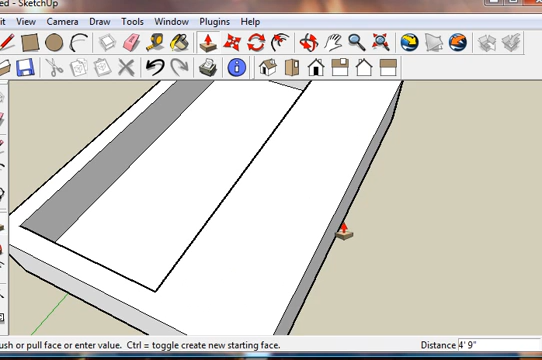 ed - SketchUp
it View Camera Draw Tools Window Plugins Help
ush or pull face or enter value. Ctrl = toggle create new starting face. Distance 4' 9"